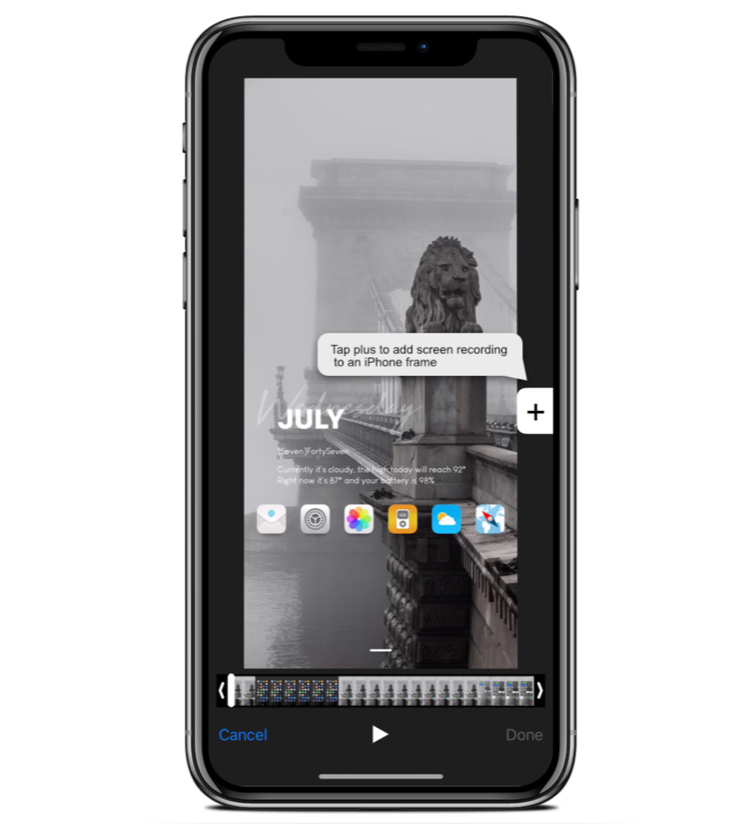 Tap plus to add screen recording
to an iPhone frame
+
Wednesday
JULY
[Seven]FortySeven
Currently it's cloudy, the high today will reach 92°
Right now it's 87° and your battery is 98%
Cancel
Done